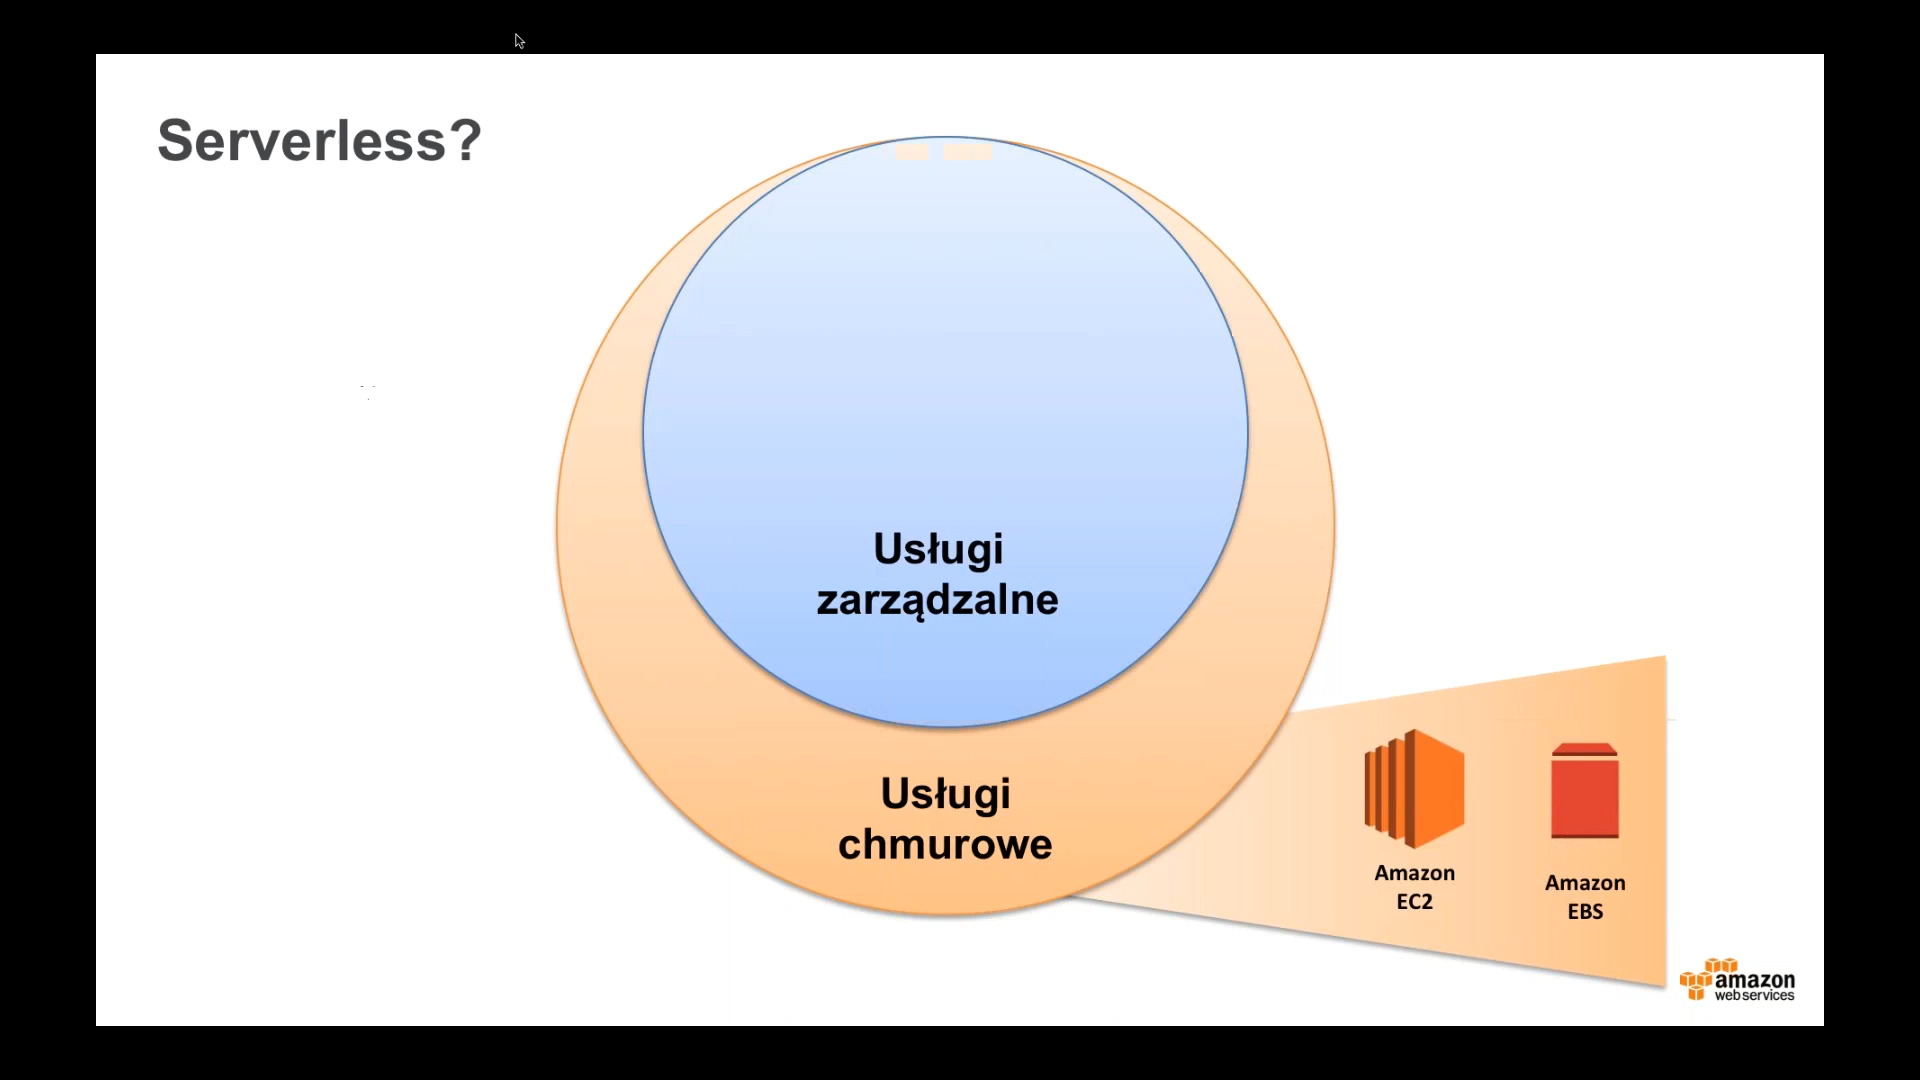 Serverless?
Usługi
zarządzalne
Usługi
chmurowe
Amazon
EC2
Amazon
EBS
amazon
webservices